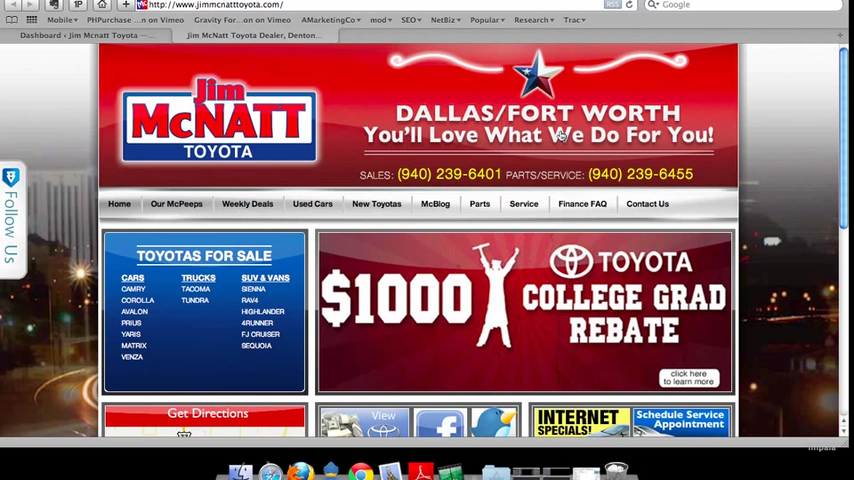 http://www.jimmcnatttoyota.com/
RSS
Google
Mobile PHPurchase ...n on Vimeo Gravity For...on on Vimeo AMarketingCo mod SEO NetBiz Popular Research Trac
Dashboard ‹ Jim Mcnatt Toyota —...
Jim McNatt Toyota Dealer, Denton...
Jim
McNATT
TOYOTA
DALLAS/FORT WORTH
You'll Love What We Do For You!
SALES: (940) 239-6401 PARTS/SERVICE: (940) 239-6455
Follow Us
Home Our McPeeps Weekly Deals Used Cars New Toyotas McBlog Parts Service Finance FAQ Contact Us
TOYOTAS FOR SALE
CARS
CAMRY
COROLLA
AVALON
PRIUS
YARIS
MATRIX
VENZA
TRUCKS
TACOMA
TUNDRA
SUV & VANS
SIENNA
RAV4
HIGHLANDER
4RUNNER
FJ CRUISER
SEQUOIA
$1000
TOYOTA
COLLEGE GRAD
REBATE
click here
to learn more
Get Directions
View
INTERNET
SPECIALS!
Schedule Service
Appointment
Impala